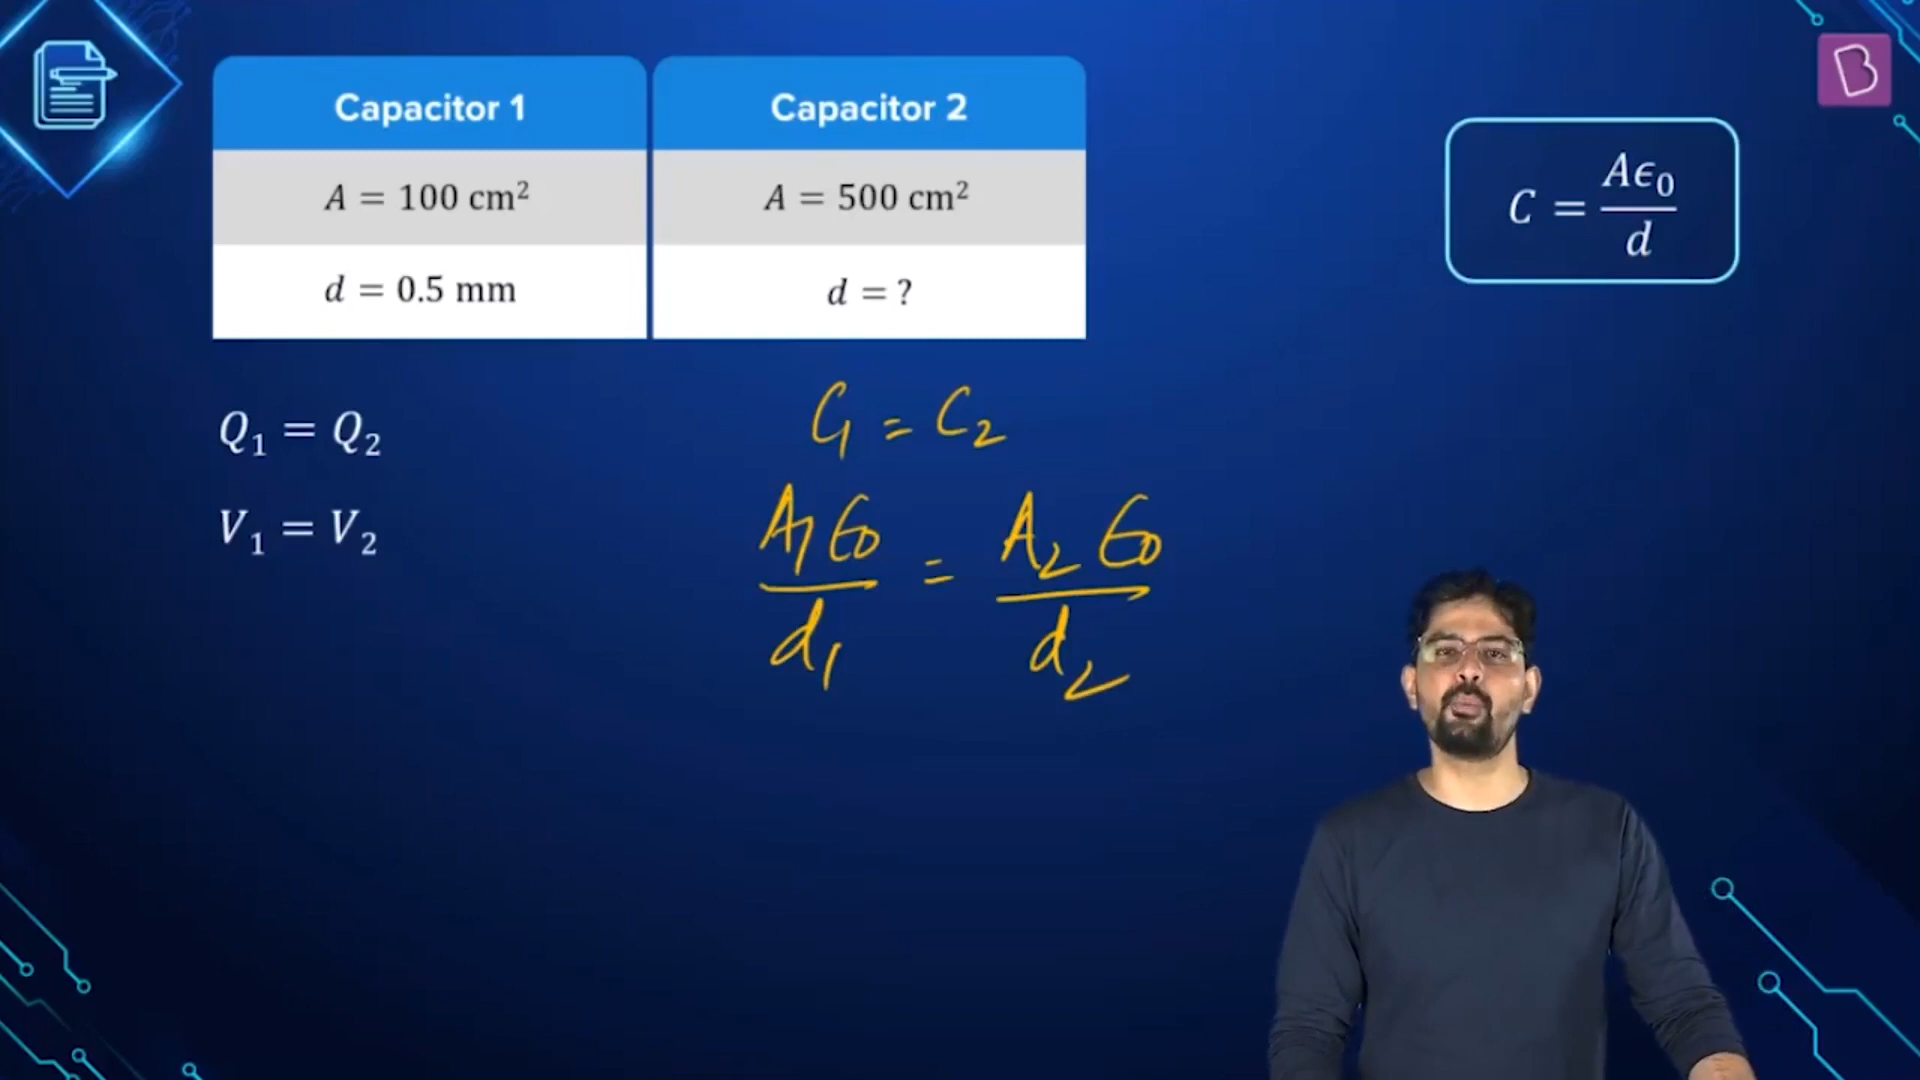 Capacitor 1 Capacitor 2
A = 100 cm² A = 500 cm²
d = 0.5 mm d = ?
C = Aϵ₀/d
Q₁ = Q₂
V₁ = V₂
C₁ = C₂
A₁ϵ₀/d₁ = A₂ϵ₀/d₂
B